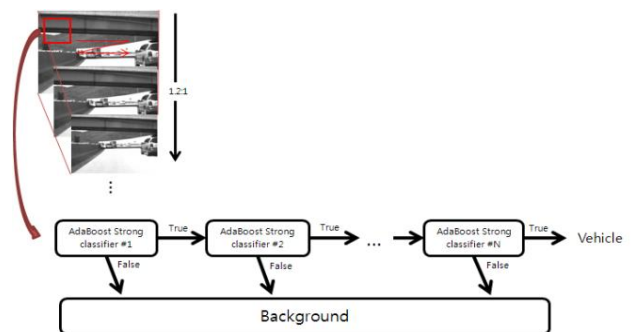 1.2:1
⋮
AdaBoost Strong
classifier #1
True
AdaBoost Strong
classifier #2
True
...
AdaBoost Strong
classifier #N
True
Vehicle
False
False
False
Background